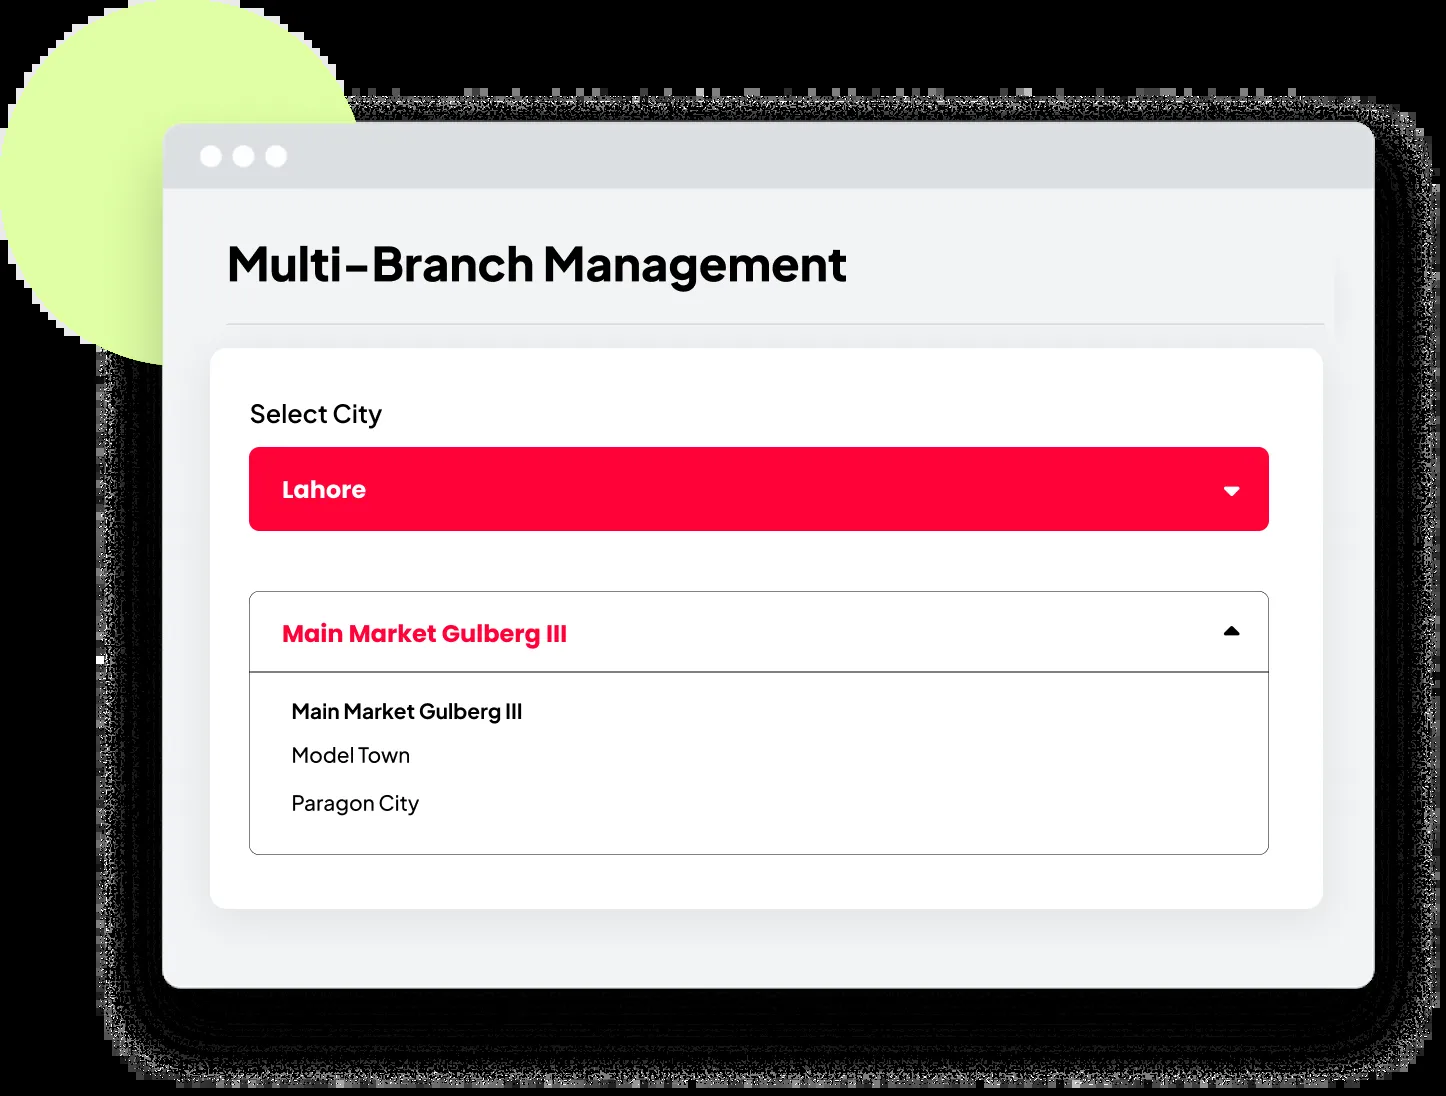 Multi-Branch Management
Select City
Lahore
Main Market Gulberg III
Main Market Gulberg III
Model Town
Paragon City